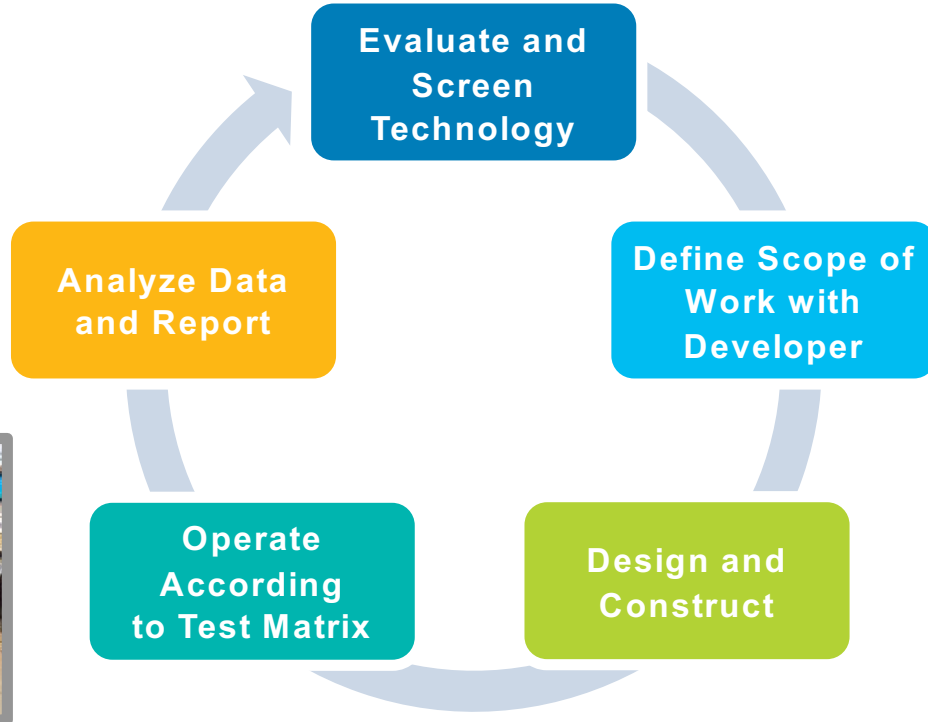 Evaluate and
Screen
Technology
Define Scope of
Work with
Developer
Design and
Construct
Operate
According
to Test Matrix
Analyze Data
and Report